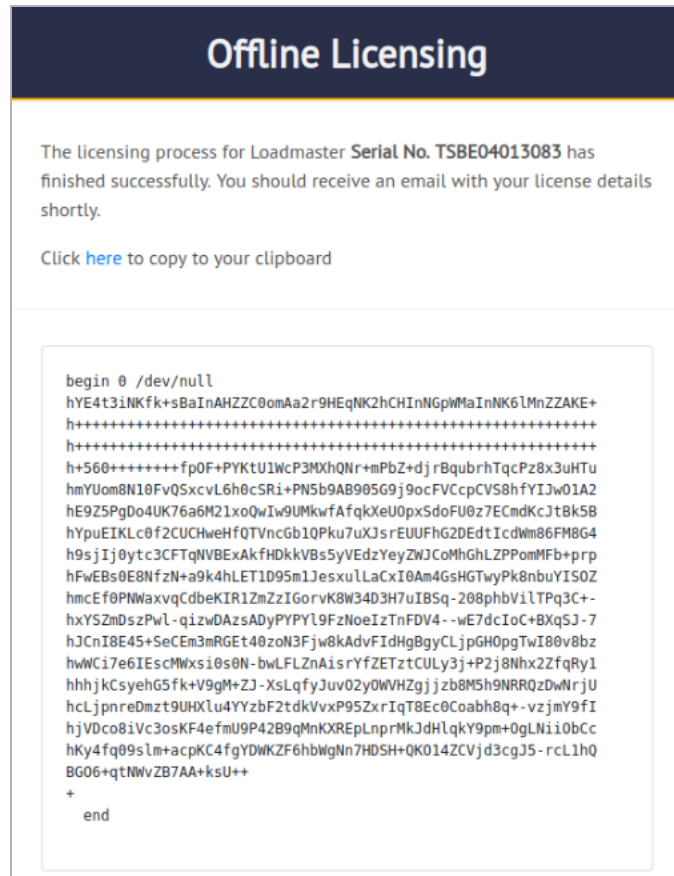 Offline Licensing
The licensing process for Loadmaster Serial No. TSBE04013083 has
finished successfully. You should receive an email with your license details
shortly.
Click here to copy to your clipboard
begin 0 /dev/null
hYE4t3iNKfk+sBaInAHZZC0omAa2r9HEqNK2hCHInNGpWMaInNK6lMnZZAKE+
h++++++++++++++++++++++++++++++++++++++++++++++++++++++++++++
h++++++++++++++++++++++++++++++++++++++++++++++++++++++++++++
h+560++++++++fpOF+PYKtU1WcP3MXhQNr+mPbZ+djrBqubrhTqcPz8x3uHTu
hmYUom8N10FvQSxcvL6h0cSRi+PN5b9AB905G9j9ocFVCcpCVS8hfYIJwO1A2
hE9Z5PgDo4UK76a6M21xoQwIw9UMkwfAfqkXeUOpxSdoFU0z7ECmdKcJtBk5B
hYpuEIKLc0f2CUCHweHfQTVncGb1QPku7uXJsrEUUFhG2DEdtIcdWm86FM8G4
h9sjIj0ytc3CFTqNVBExAkfHDkkVBs5yVEdzYeyZWJCoMhGhLZPPomMFb+prp
hFwEBs0E8NfzN+a9k4hLET1D95m1JesxulLaCxI0Am4GsHGTwyPk8nbuYISOZ
hmcEf0PNWaxvqCdbeKIR1ZmZzIGorvK8W34D3H7uIBSq-208phbVilTPq3C+-
hxYSZmDszPwl-qizwDAzsADyPYPYl9FzNoeIzTnFDV4--wE7dcIoC+BXqSJ-7
hJCnI8E45+SeCEm3mRGEt40zoN3Fjw8kAdvFIdHgBgyCLjpGHOpgTwI80v8bz
hwWCi7e6IEscMWxsi0s0N-bwLFLZnAisrYfZETztCULy3j+P2j8Nhx2ZfqRy1
hhhjkCsyehG5fk+V9gM+ZJ-XsLqfyJuvO2yOWVHZgjjzb8M5h9NRRQzDwNrjU
hcLjpnreDmzt9UHXlu4YYzbF2tdkVvxP95ZxrIqT8Ec0Coabh8q+-vzjmY9fI
hjVDco8iVc3osKF4efmU9P42B9qMnKXREpLnprMkJdHlqkY9pm+OgLNiiObCc
hKy4fq09slm+acpKC4fgYDWKZF6hbWgNn7HDSH+QKO14ZCVjd3cgJ5-rcL1hQ
BGO6+qtNWvZB7AA+ksU++
+
end